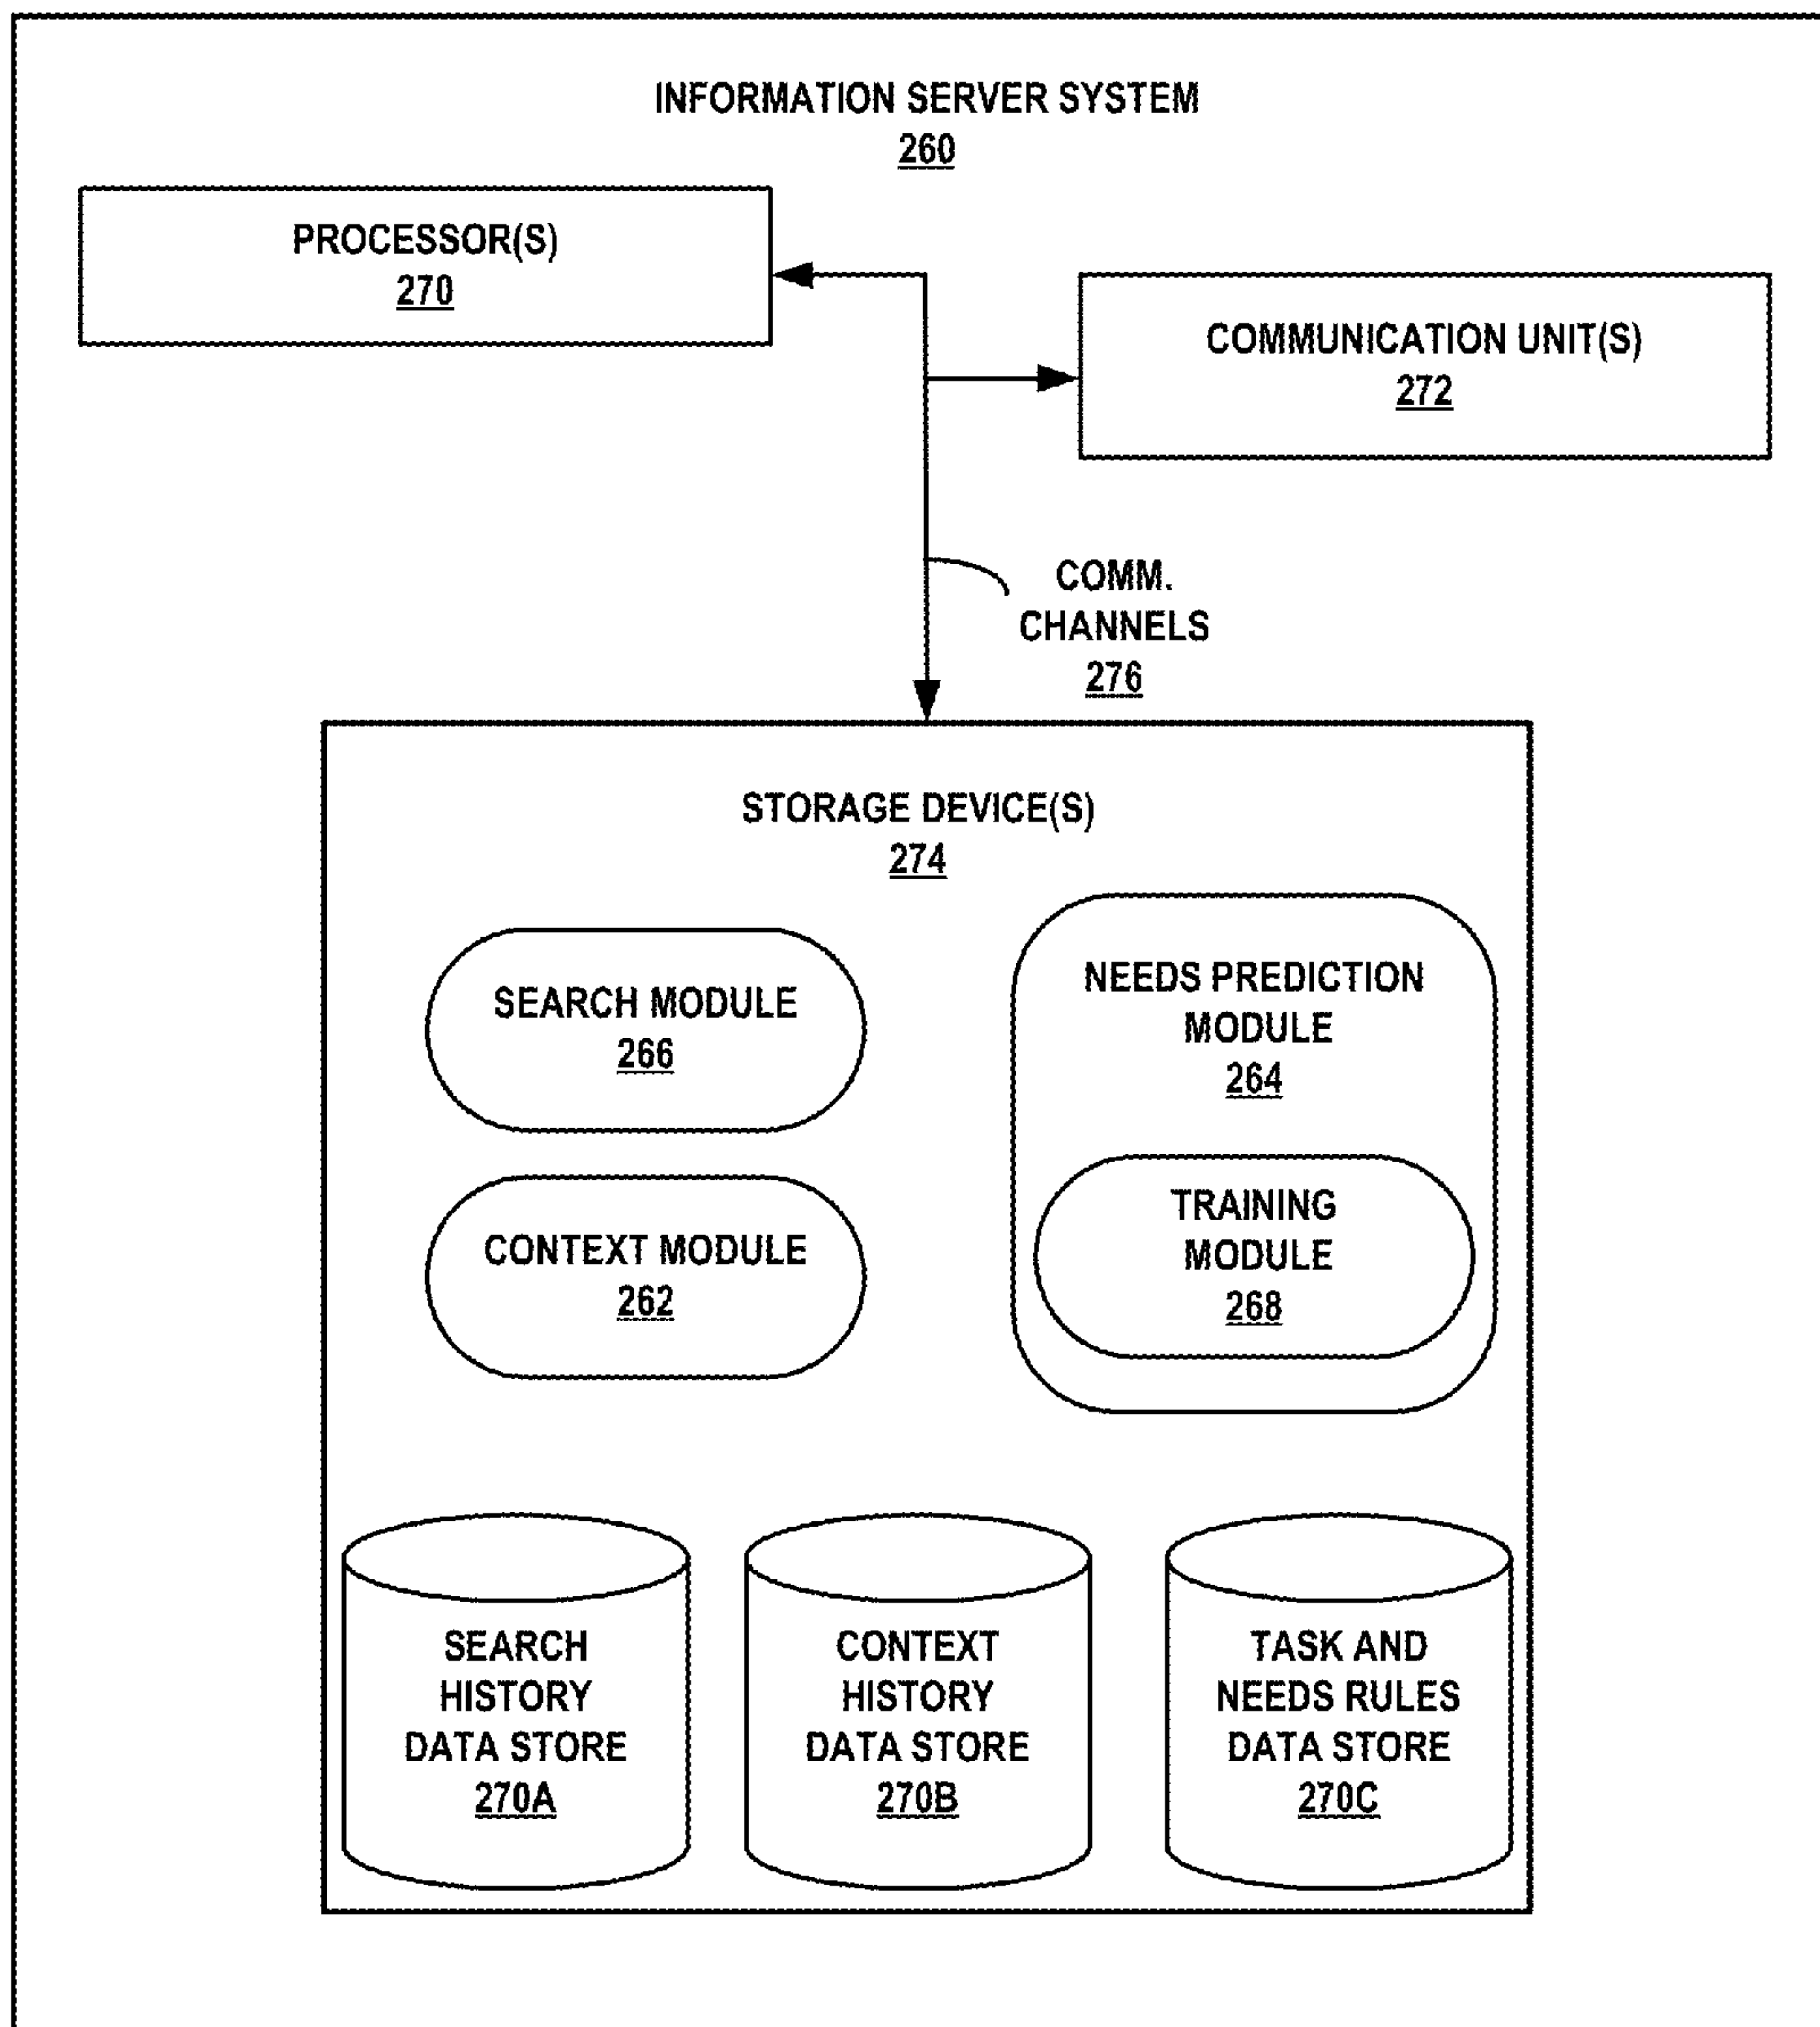 INFORMATION SERVER SYSTEM
260
PROCESSOR(S)
270
COMMUNICATION UNIT(S)
272
COMM.
CHANNELS
276
STORAGE DEVICE(S)
274
SEARCH MODULE
266
NEEDS PREDICTION
MODULE
264
CONTEXT MODULE
262
TRAINING
MODULE
268
SEARCH
HISTORY
DATA STORE
270A
CONTEXT
HISTORY
DATA STORE
270B
TASK AND
NEEDS RULES
DATA STORE
270C